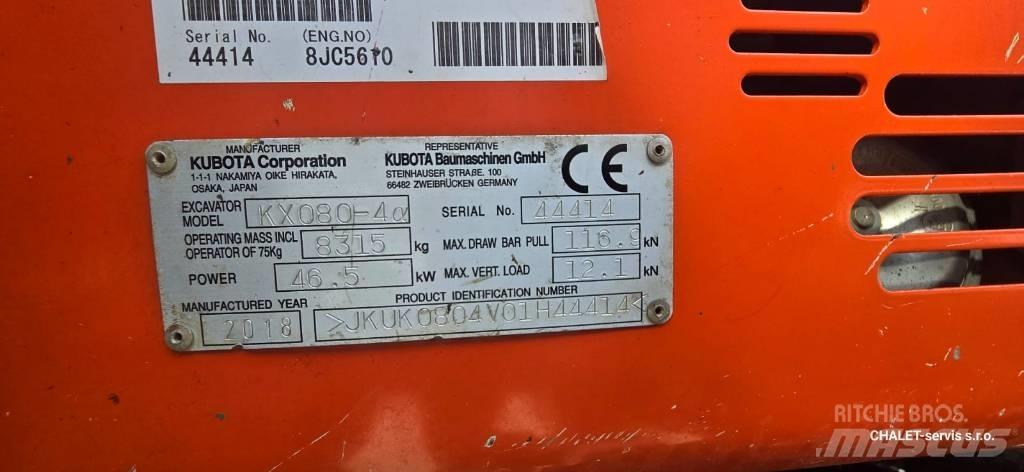 Serial No. (ENG.NO)
44414 8JC5610
MANUFACTURER
KUBOTA Corporation
1-1-1 NAKAMIYA OIKE HIRAKATA,
OSAKA, JAPAN
REPRESENTATIVE
KUBOTA Baumaschinen GmbH
STEINHAUSER STRAßE. 100
66482 ZWEIBRÜCKEN GERMANY
CE
EXCAVATOR MODEL KX080-4α SERIAL No. 44414
OPERATING MASS INCL
OPERATOR OF 75Kg 8315 kg MAX. DRAW BAR PULL 116.9 kN
POWER 46.5 kW MAX. VERT. LOAD 12.1 kN
MANUFACTURED YEAR PRODUCT IDENTIFICATION NUMBER
2018 >JKUK0804V01H44414<
RITCHIE BROS.
MASCUS
CHALET-servis s.r.o.